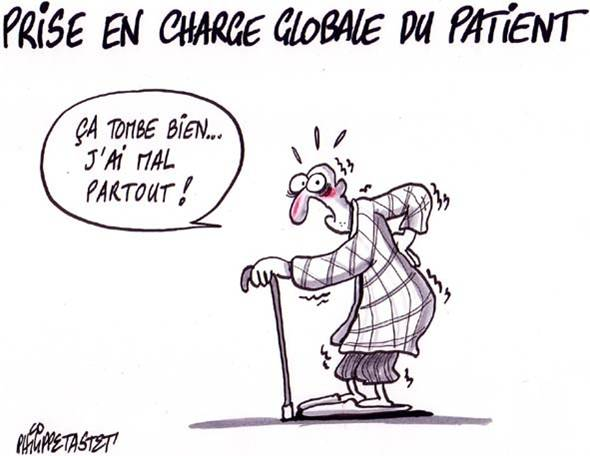 PRISE EN CHARGE GLOBALE DU PATIENT
ÇA TOMBE BIEN...
J'AI MAL
PARTOUT !
PHILIPPE TASTET